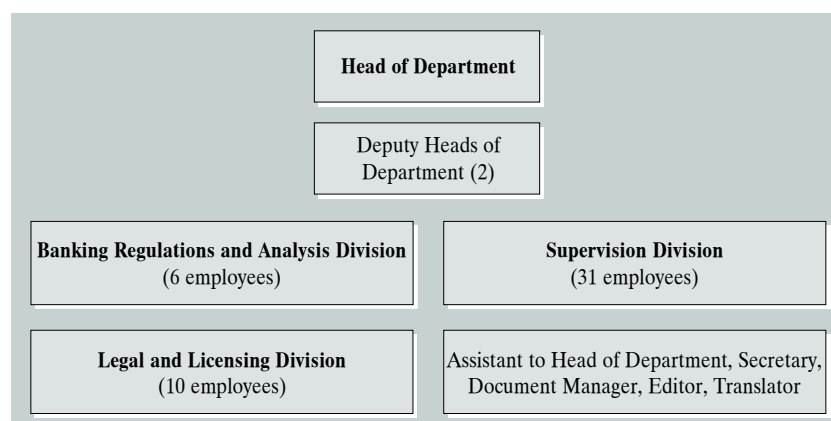 Head of Department
Deputy Heads of
Department (2)
Banking Regulations and Analysis Division
(6 employees)
Supervision Division
(31 employees)
Legal and Licensing Division
(10 employees)
Assistant to Head of Department, Secretary,
Document Manager, Editor, Translator